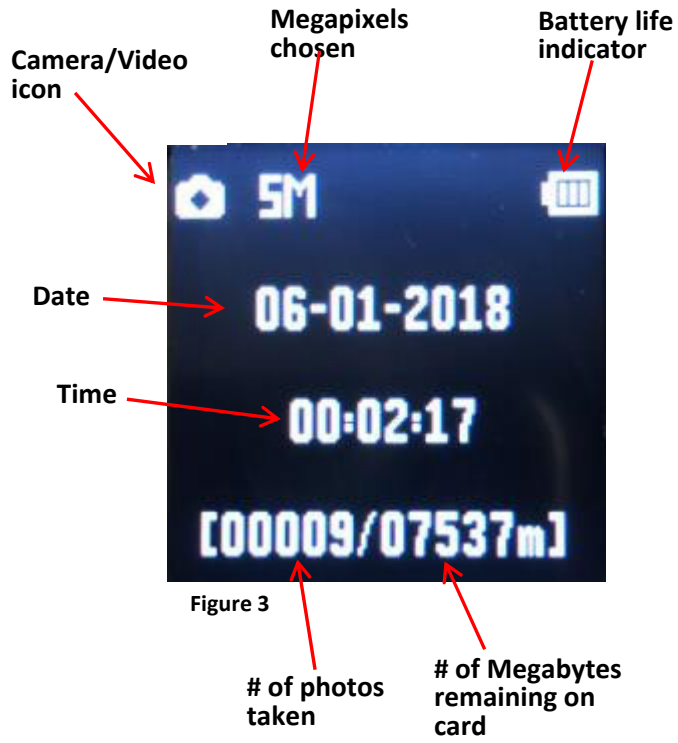 Megapixels
chosen
Battery life
indicator
Camera/Video
icon
5M
Date
06-01-2018
Time
00:02:17
[00009/07537m]
Figure 3
# of photos
taken
# of Megabytes
remaining on
card